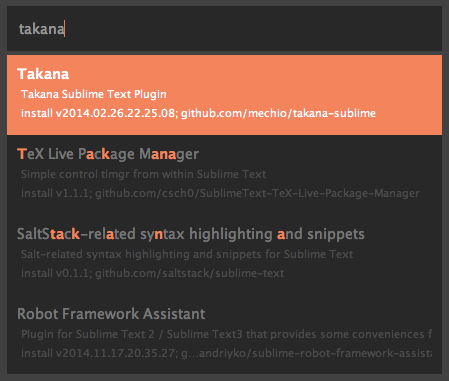 takana
Takana
Takana Sublime Text Plugin
install v2014.02.26.22.25.08; github.com/mechio/takana-sublime
TeX Live Package Manager
Simple control tlmgr from within Sublime Text
install v1.1.1; github.com/csch0/SublimeText-TeX-Live-Package-Manager
SaltStack-related syntax highlighting and snippets
Salt-related syntax highlighting and snippets for Sublime Text
install v0.1.1; github.com/saltstack/sublime-text
Robot Framework Assistant
Plugin for Sublime Text 2 / Sublime Text3 that provides some conveniences f
install v2014.11.17.20.35.27; g...andriyko/sublime-robot-framework-assista